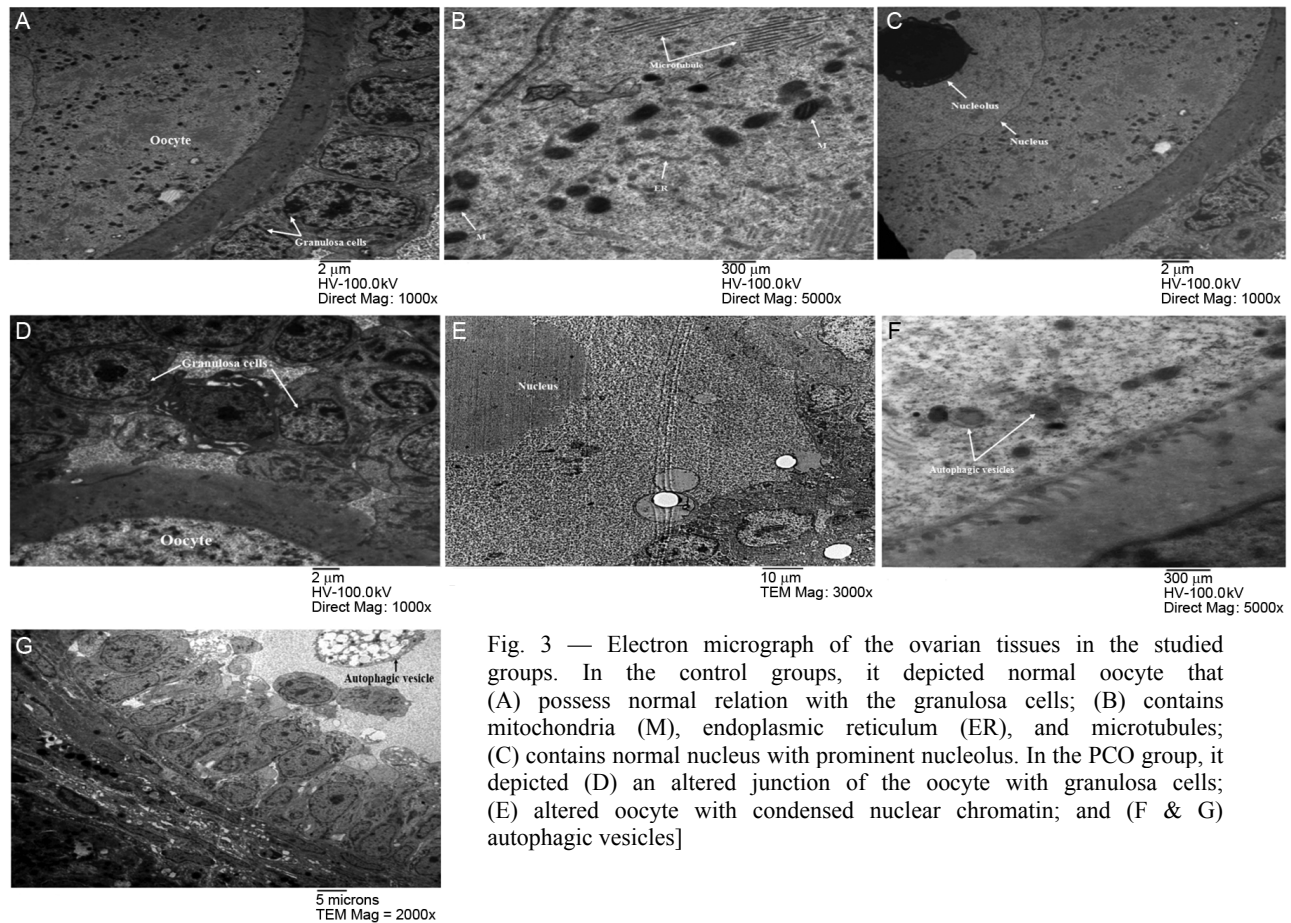 A
Oocyte
Granulosa cells
2 μm
HV-100.0kV
Direct Mag: 1000x
B
Microtubule
M
ER
M
300 μm
HV-100.0kV
Direct Mag: 5000x
C
Nucleolus
Nucleus
2 μm
HV-100.0kV
Direct Mag: 1000x
D
Granulosa cells
Oocyte
2 μm
HV-100.0kV
Direct Mag: 1000x
E
Nucleus
10 μm
TEM Mag: 3000x
F
Autophagic vesicles
300 μm
HV-100.0kV
Direct Mag: 5000x
G
Autophagic vesicle
5 microns
TEM Mag = 2000x
Fig. 3 — Electron micrograph of the ovarian tissues in the studied
groups. In the control groups, it depicted normal oocyte that
(A) possess normal relation with the granulosa cells; (B) contains
mitochondria (M), endoplasmic reticulum (ER), and microtubules;
(C) contains normal nucleus with prominent nucleolus. In the PCO group, it
depicted (D) an altered junction of the oocyte with granulosa cells;
(E) altered oocyte with condensed nuclear chromatin; and (F & G)
autophagic vesicles]